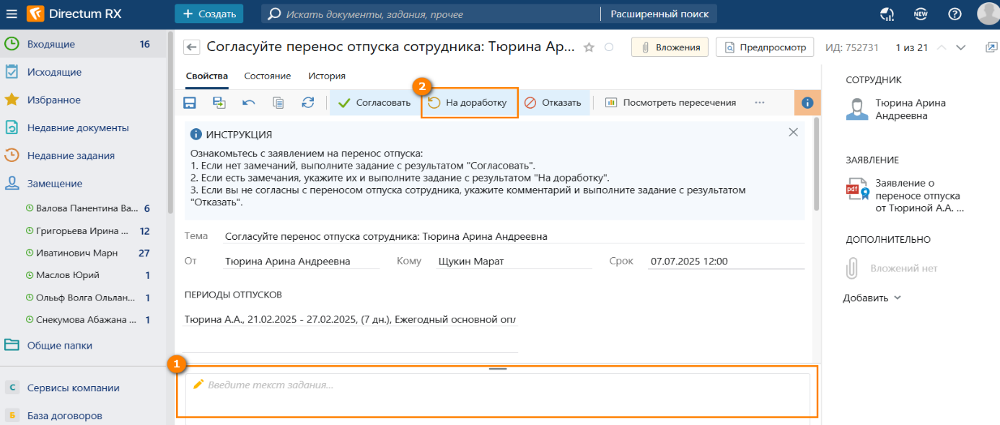 Directum RX
Создать
Искать документы, задания, прочее
Расширенный поиск
NEW
Входящие 16
Исходящие
Избранное
Недавние документы
Недавние задания
Замещение
Валова Панентина Ва... 6
Григорьева Ирина ... 12
Иватинович Марн 27
Маслов Юрий 1
Олььф Волга Ольлан... 1
Снекумова Абажана ... 1
Общие папки
С Сервисы компании
Б База договоров
Согласуйте перенос отпуска сотрудника: Тюрина Ар...
Вложения
Предпросмотр
ИД: 752731
1 из 21
Свойства Состояние История
2
Согласовать
На доработку
Отказать
Посмотреть пересечения
...
ИНСТРУКЦИЯ
Ознакомьтесь с заявлением на перенос отпуска:
1. Если нет замечаний, выполните задание с результатом "Согласовать".
2. Если есть замечания, укажите их и выполните задание с результатом "На доработку".
3. Если вы не согласны с переносом отпуска сотрудника, укажите комментарий и выполните задание с результатом
"Отказать".
Тема Согласуйте перенос отпуска сотрудника: Тюрина Арина Андреевна
От Тюрина Арина Андреевна Кому Щукин Марат Срок 07.07.2025 12:00
ПЕРИОДЫ ОТПУСКОВ
Тюрина А.А., 21.02.2025 - 27.02.2025, (7 дн.), Ежегодный основной опл
1
Введите текст задания...
СОТРУДНИК
Тюрина Арина
Андреевна
ЗАЯВЛЕНИЕ
pdf
Заявление о
переносе отпуска
от Тюриной А.А. ...
ДОПОЛНИТЕЛЬНО
Вложений нет
Добавить